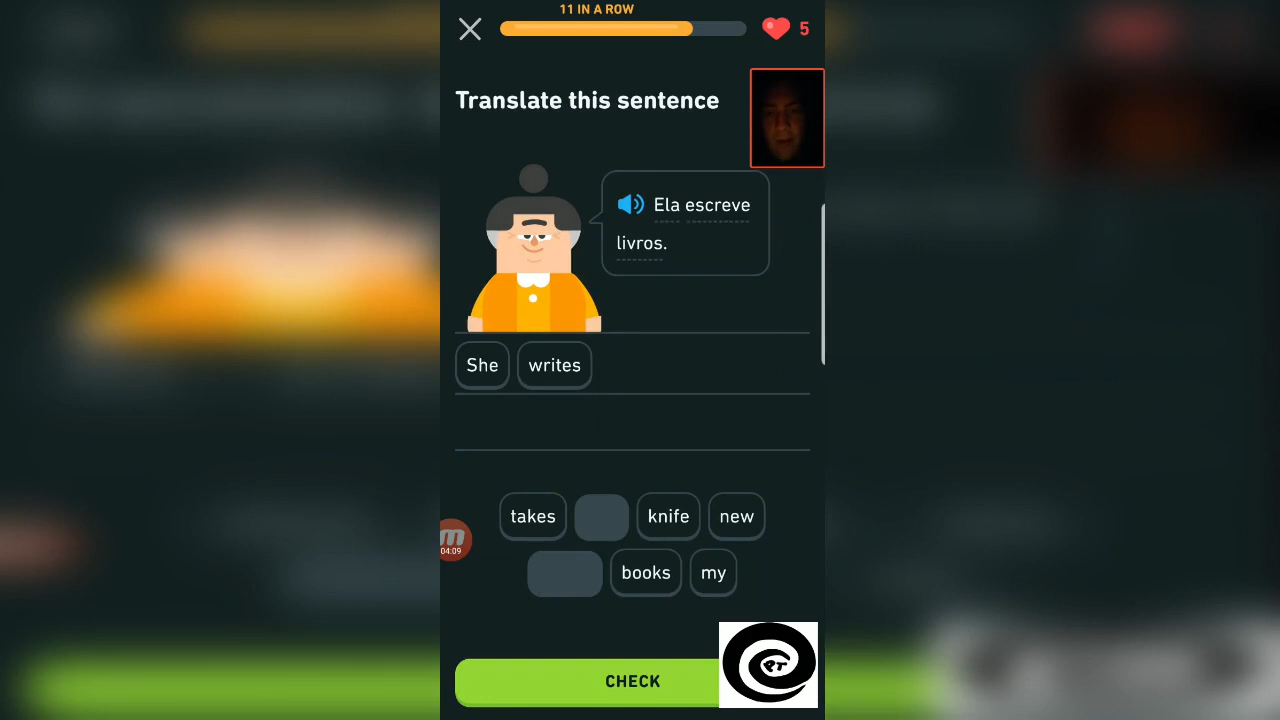 11 IN A ROW
5
Translate this sentence
Ela escreve
livros.
She writes
takes knife new
books my
04:09
CHECK
PT